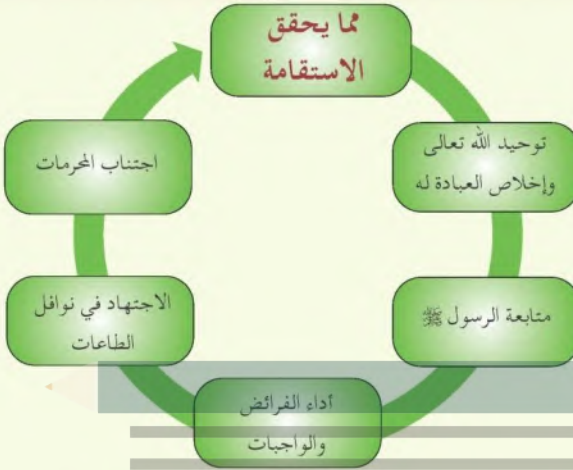 مما يحقق
الاستقامة
توحيد الله تعالى
وإخلاص العبادة له
متابعة الرسول ﷺ
أداء الفرائض
والواجبات
الاجتهاد في نوافل
الطاعات
اجتناب المحرمات